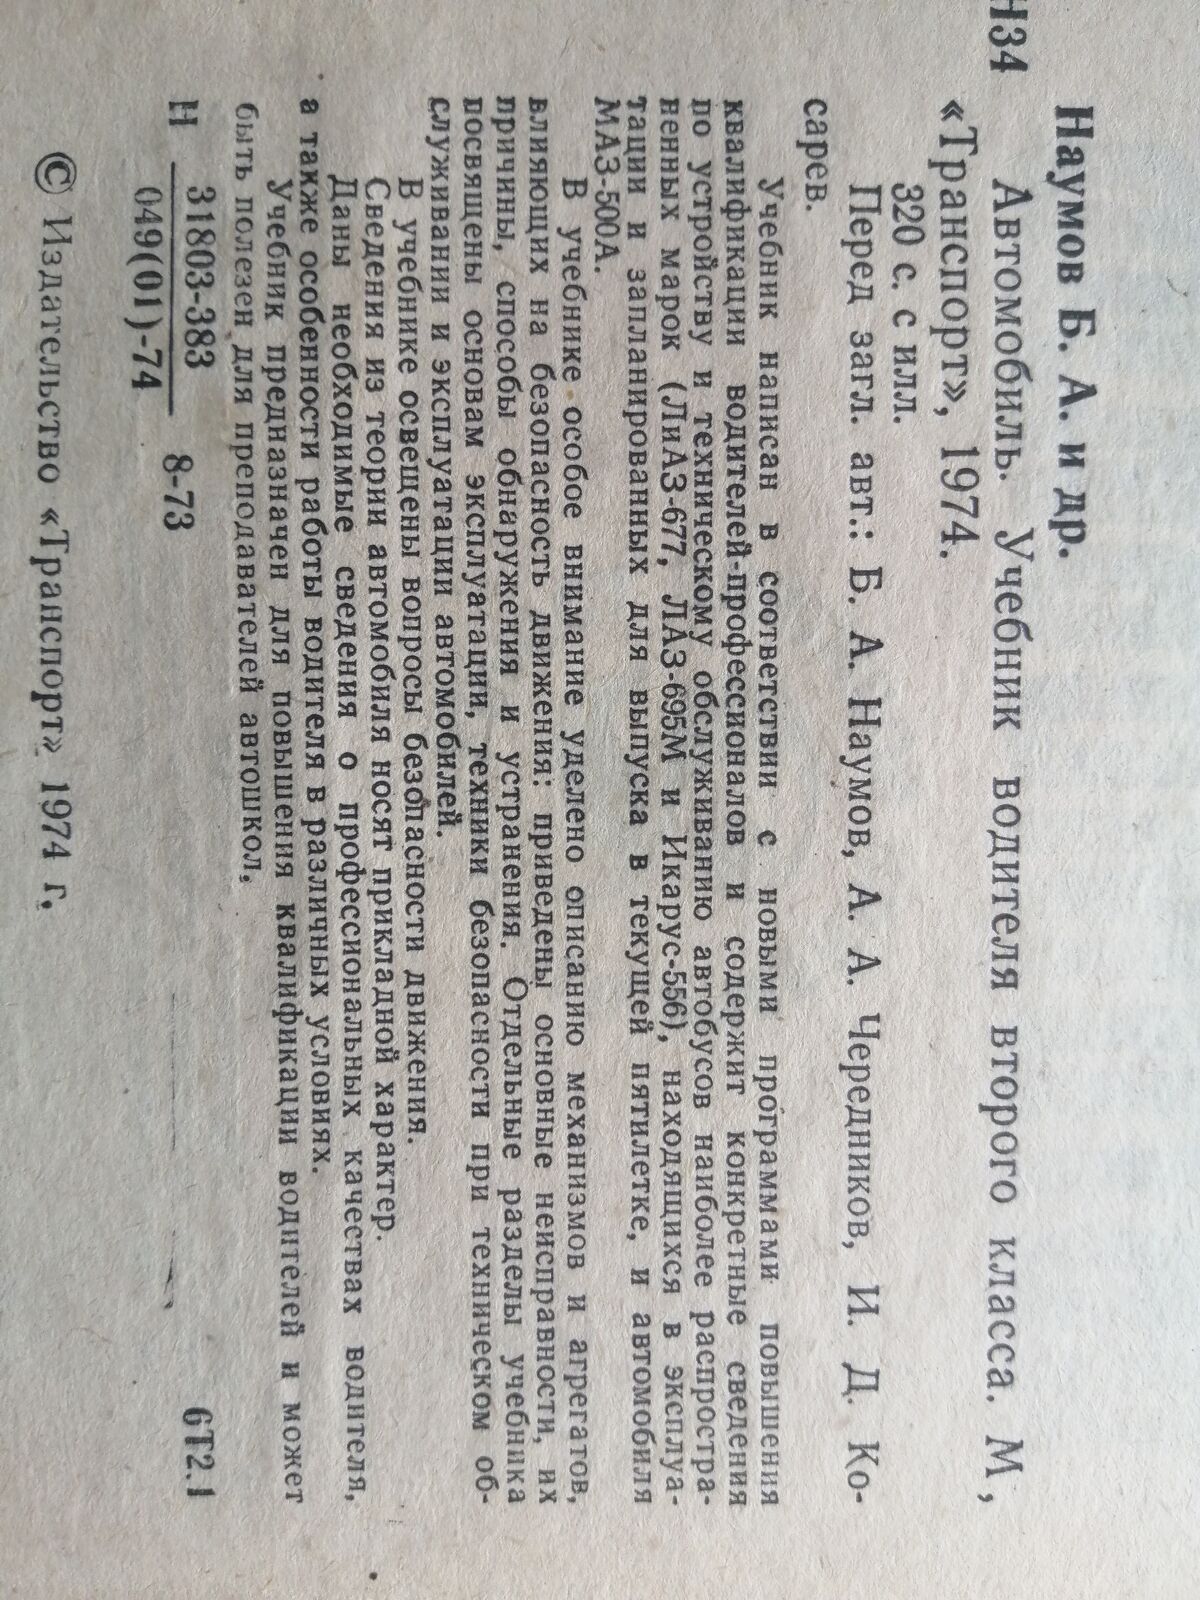 Н34
Наумов Б. А. и др.
Автомобиль. Учебник водителя второго класса. М,
«Транспорт», 1974.
320 с. с илл.
Перед загл. авт.: Б. А. Наумов, А. А. Чередников, И. Д. Ко-
сарев.
Учебник написан в соответствии с новыми программами повышения
квалификации водителей-профессионалов и содержит конкретные сведения
по устройству и техническому обслуживанию автобусов наиболее распростра-
ненных марок (ЛиАЗ-677, ЛАЗ-695М и Икарус-556), находящихся в эксплуа-
тации и запланированных для выпуска в текущей пятилетке, и автомобиля
МАЗ-500А.
В учебнике особое внимание уделено описанию механизмов и агрегатов,
влияющих на безопасность движения: приведены основные неисправности, их
причины, способы обнаружения и устранения. Отдельные разделы учебника
посвящены основам эксплуатации, техники безопасности при техническом об-
служивании и эксплуатации автомобилей.
В учебнике освещены вопросы безопасности движения.
Сведения из теории автомобиля носят прикладной характер.
Даны необходимые сведения о профессиональных качествах водителя,
а также особенности работы водителя в различных условиях.
Учебник предназначен для повышения квалификации водителей и может
быть полезен для преподавателей автошкол.
Н 31803-383 8-73 6Т2.1
049(01)-74
© Издательство «Транспорт» 1974 г.